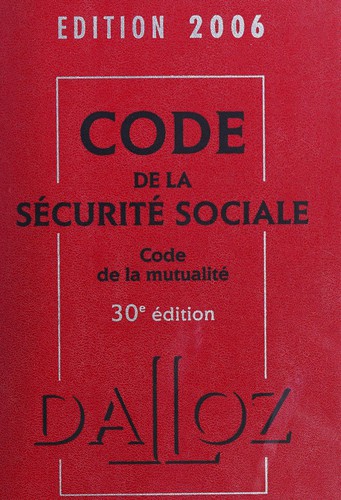 EDITION 2006
CODE
DE LA
SÉCURITÉ SOCIALE
Code
de la mutualité
30e édition
DALLOZ